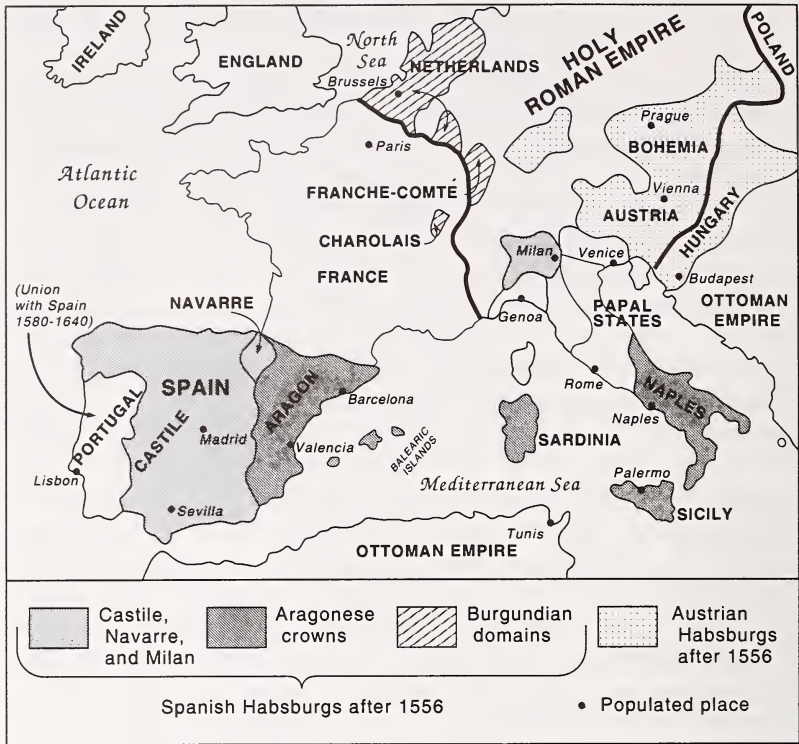 IRELAND
ENGLAND
North
Sea
NETHERLANDS
Brussels
HOLY
ROMAN EMPIRE
POLAND
Prague
BOHEMIA
Paris
Atlantic
Ocean
FRANCHE-COMTÉ
Vienna
AUSTRIA
HUNGARY
CHAROLAIS
FRANCE
Milan
Venice
Budapest
OTTOMAN
EMPIRE
(Union
with Spain
1580-1640)
NAVARRE
Genoa
PAPAL
STATES
SPAIN
PORTUGAL
CASTILE
Madrid
ARAGON
Barcelona
Rome
NAPLES
Naples
Lisbon
Valencia
BALEARIC
ISLANDS
SARDINIA
Mediterranean Sea
Palermo
SICILY
Sevilla
Tunis
OTTOMAN EMPIRE
Castile,
Navarre,
and Milan
Aragonese
crowns
Burgundian
domains
Austrian
Habsburgs
after 1556
Spanish Habsburgs after 1556
Populated place